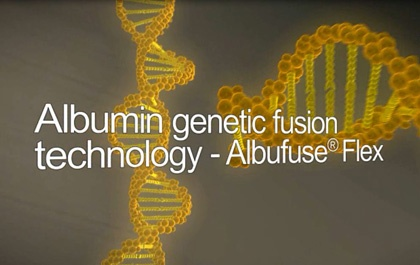 Albumin genetic fusion
technology - Albufuse® Flex